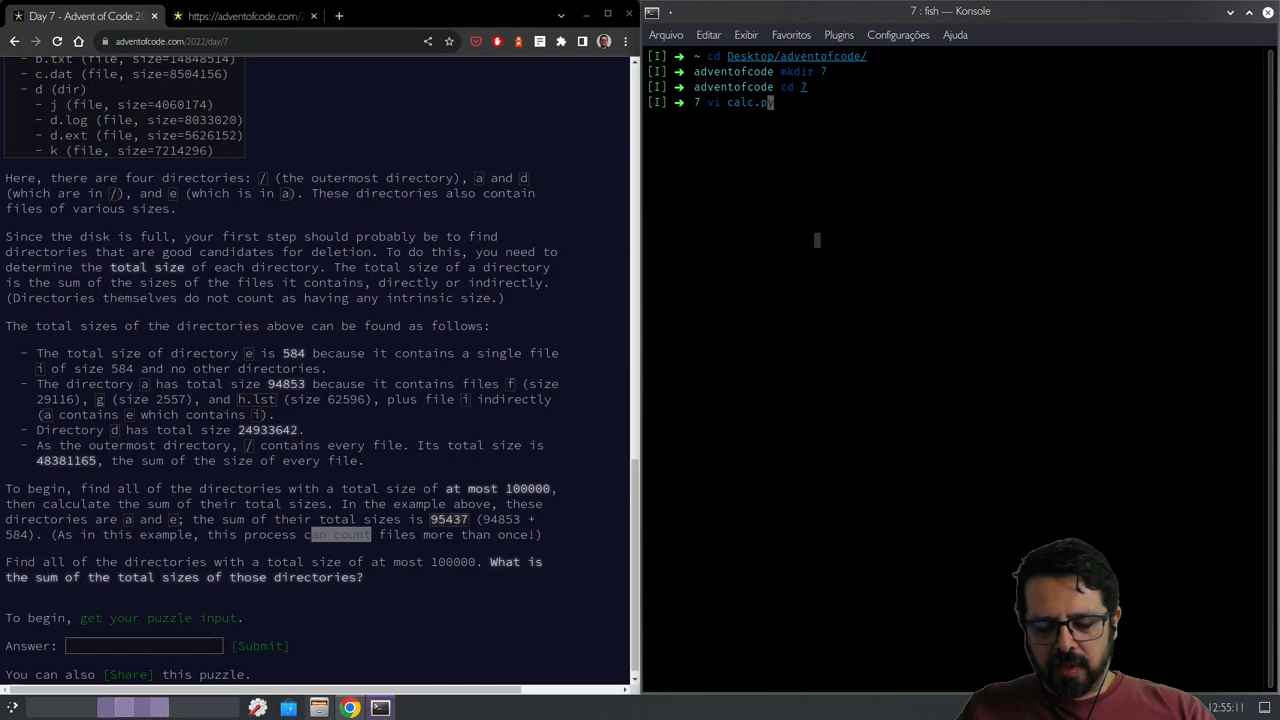 Day 7 - Advent of Code 20
https://adventofcode.com/2
adventofcode.com/2022/day/7
- b.txt (file, size=14848514)
- c.dat (file, size=8504156)
- d (dir)
- j (file, size=4060174)
- d.log (file, size=8033020)
- d.ext (file, size=5626152)
- k (file, size=7214296)
Here, there are four directories: / (the outermost directory), a and d
(which are in /), and e (which is in a). These directories also contain
files of various sizes.
Since the disk is full, your first step should probably be to find
directories that are good candidates for deletion. To do this, you need to
determine the total size of each directory. The total size of a directory
is the sum of the sizes of the files it contains, directly or indirectly.
(Directories themselves do not count as having any intrinsic size.)
The total sizes of the directories above can be found as follows:
- The total size of directory e is 584 because it contains a single file
i of size 584 and no other directories.
- The directory a has total size 94853 because it contains files f (size
29116), g (size 2557), and h.lst (size 62596), plus file i indirectly
(a contains e which contains i).
- Directory d has total size 24933642.
- As the outermost directory, / contains every file. Its total size is
48381165, the sum of the size of every file.
To begin, find all of the directories with a total size of at most 100000,
then calculate the sum of their total sizes. In the example above, these
directories are a and e; the sum of their total sizes is 95437 (94853 +
584). (As in this example, this process can count files more than once!)
Find all of the directories with a total size of at most 100000. What is
the sum of the total sizes of those directories?
To begin, get your puzzle input.
Answer: [Submit]
You can also [Share] this puzzle.
7 : fish — Konsole
Arquivo Editar Exibir Favoritos Plugins Configurações Ajuda
[I] ➜ ~ cd Desktop/adventofcode/
[I] ➜ adventofcode mkdir 7
[I] ➜ adventofcode cd 7
[I] ➜ 7 vi calc.py
12:55:11